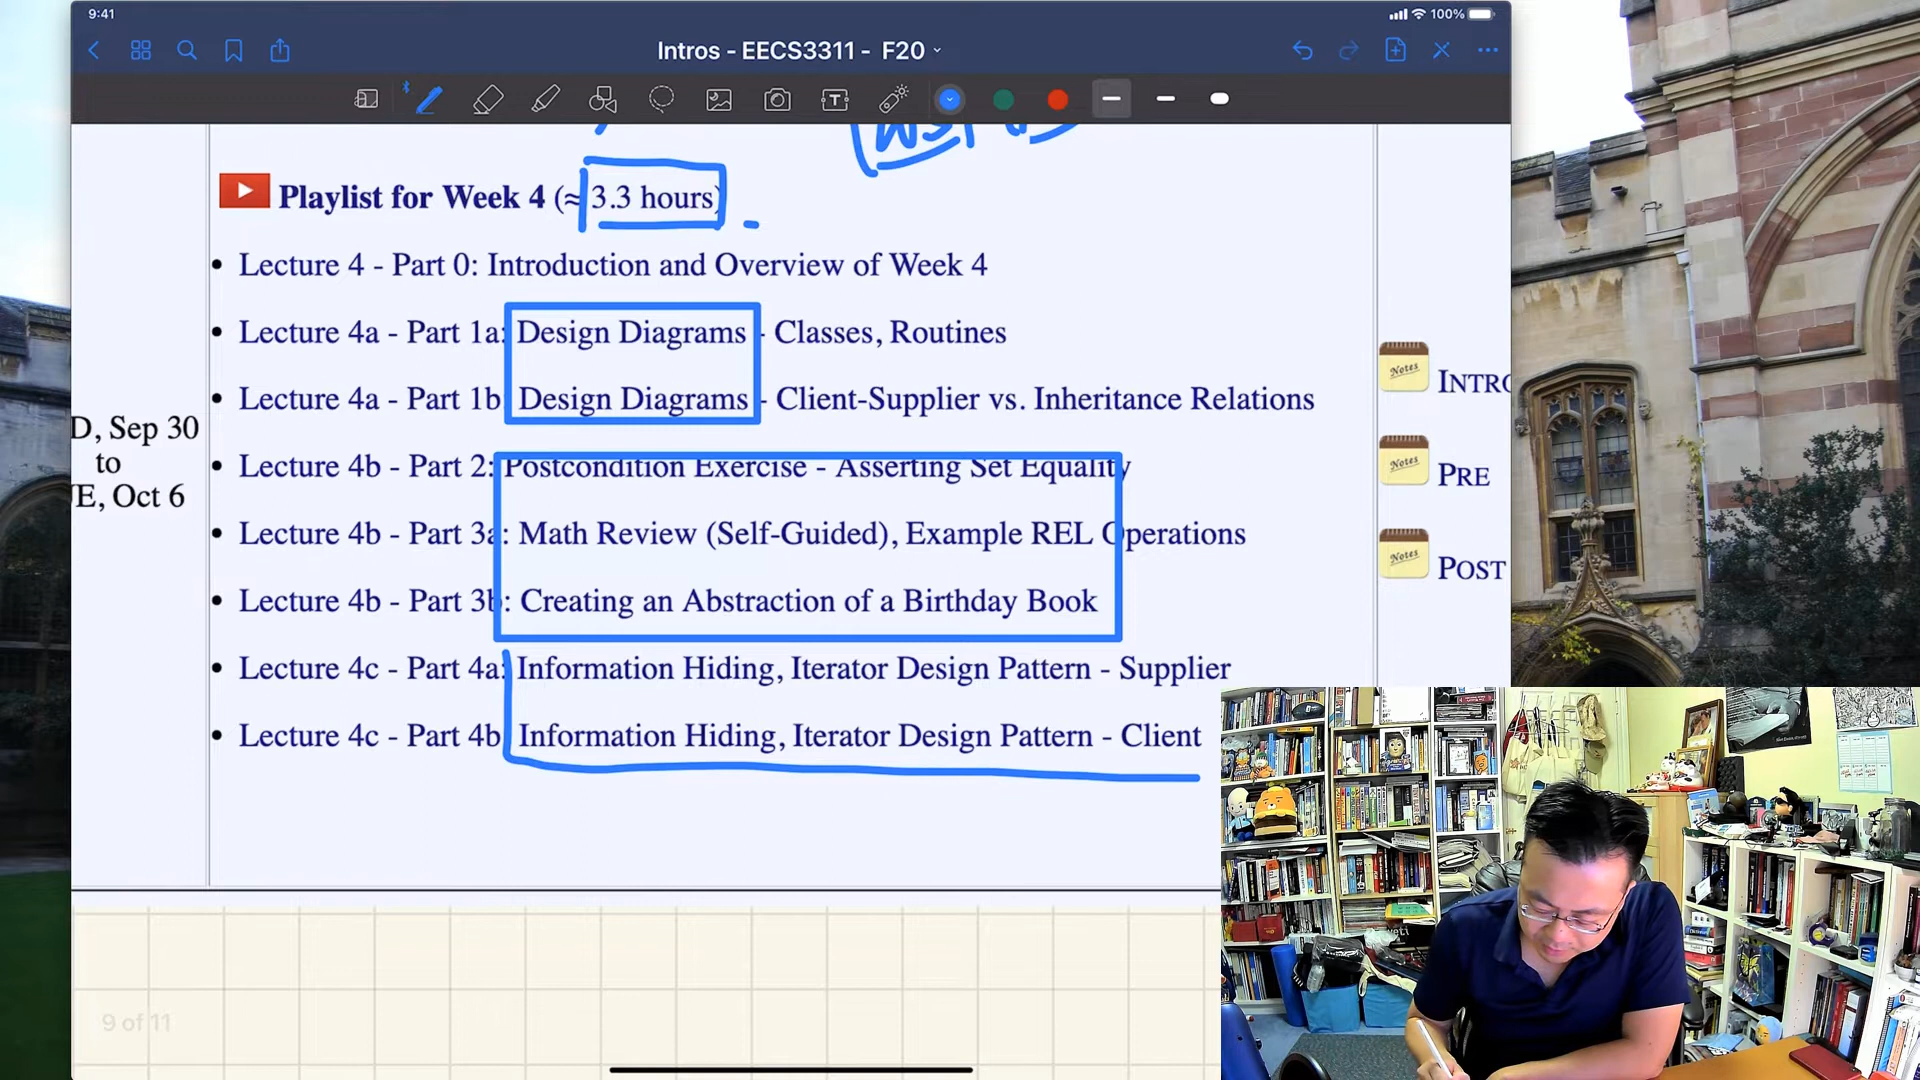 9:41
100%
Intros - EECS3311 - F20
Playlist for Week 4 (≈ 3.3 hours)
• Lecture 4 - Part 0: Introduction and Overview of Week 4
• Lecture 4a - Part 1a: Design Diagrams - Classes, Routines
• Lecture 4a - Part 1b: Design Diagrams - Client-Supplier vs. Inheritance Relations
D, Sep 30
to
E, Oct 6
• Lecture 4b - Part 2: Postcondition Exercise - Asserting Set Equality
• Lecture 4b - Part 3a: Math Review (Self-Guided), Example REL Operations
• Lecture 4b - Part 3b: Creating an Abstraction of a Birthday Book
• Lecture 4c - Part 4a: Information Hiding, Iterator Design Pattern - Supplier
• Lecture 4c - Part 4b Information Hiding, Iterator Design Pattern - Client
Notes
INTRO
Notes
PRE
Notes
POST
9 of 11